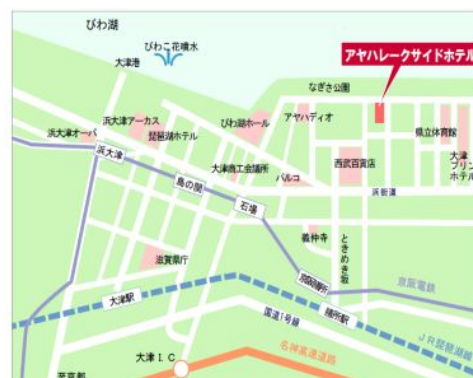 びわ湖
びわこ花噴水
大津港
アヤハレークサイドホテル
なぎさ公園
浜大津アーカス
びわ湖ホール
アヤハディオ
浜大津オーパ
琵琶湖ホテル
県立体育館
浜大津
大津商工会議所
西武百貨店
大津
プリンス
ホテル
島の関
パルコ
浜街道
石場
義仲寺
ときめき坂
滋賀県庁
京阪膳所
京阪電鉄
大津駅
膳所駅
国道1号線
JR琵琶湖線
大津IC
名神高速道路
至京都